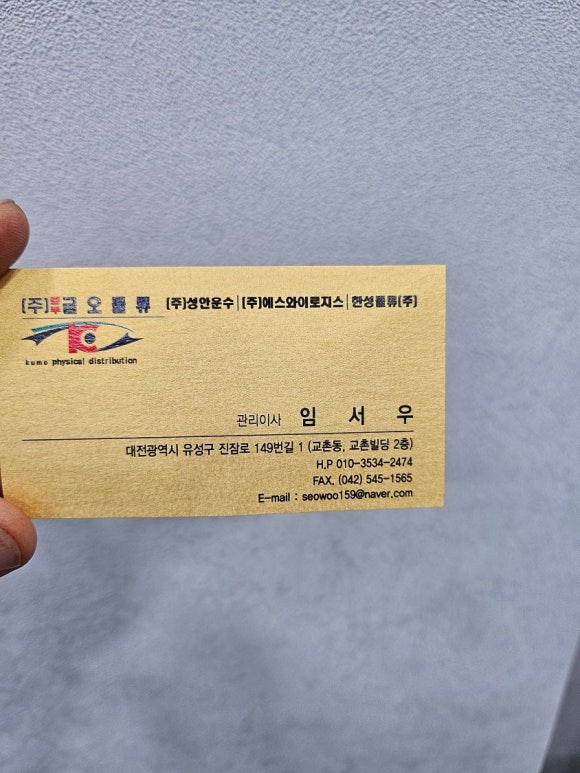 (주)금오물류 (주)성안운수|(주)에스와이로지스|한성물류(주)
kumo physical distribution
관리이사 임 서 우
대전광역시 유성구 진잠로 149번길 1 (교촌동, 교촌빌딩 2층)
H.P 010-3534-2474
FAX. (042) 545-1565
E-mail : seowoo159@naver.com